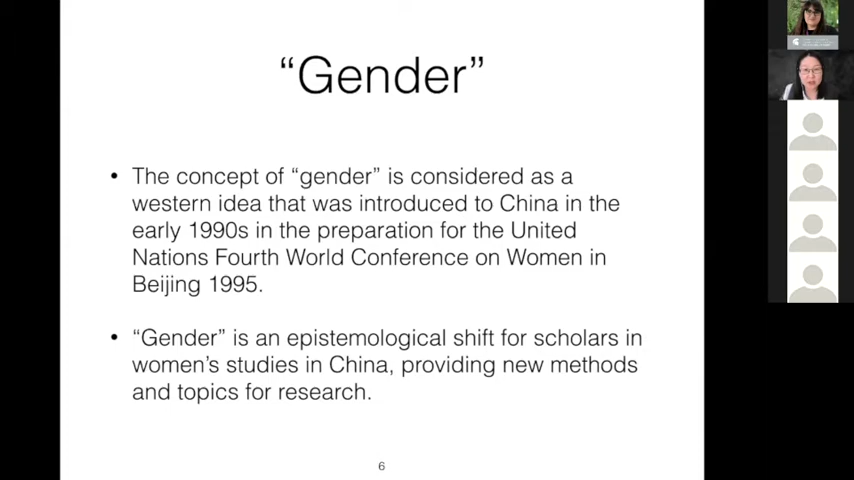 “Gender”
• The concept of “gender” is considered as a
western idea that was introduced to China in the
early 1990s in the preparation for the United
Nations Fourth World Conference on Women in
Beijing 1995.
• “Gender” is an epistemological shift for scholars in
women’s studies in China, providing new methods
and topics for research.
6